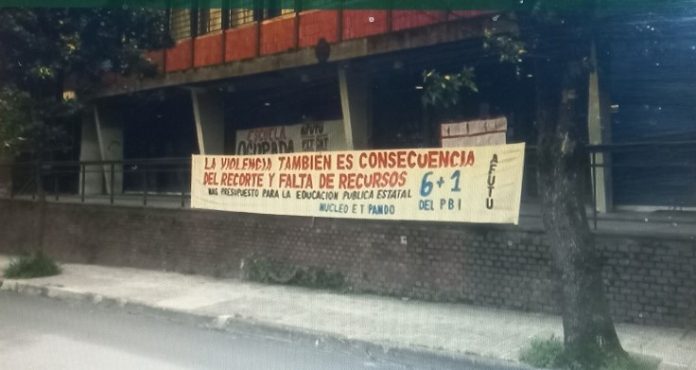 ESCUELA
OCUPADA
LA VIOLENCIA TAMBIEN ES CONSECUENCIA
DEL RECORTE Y FALTA DE RECURSOS
MAS PRESUPUESTO PARA LA EDUCACION PUBLICA ESTATAL
NUCLEO E T PANDO
6+1
DEL PBI
AFUTU